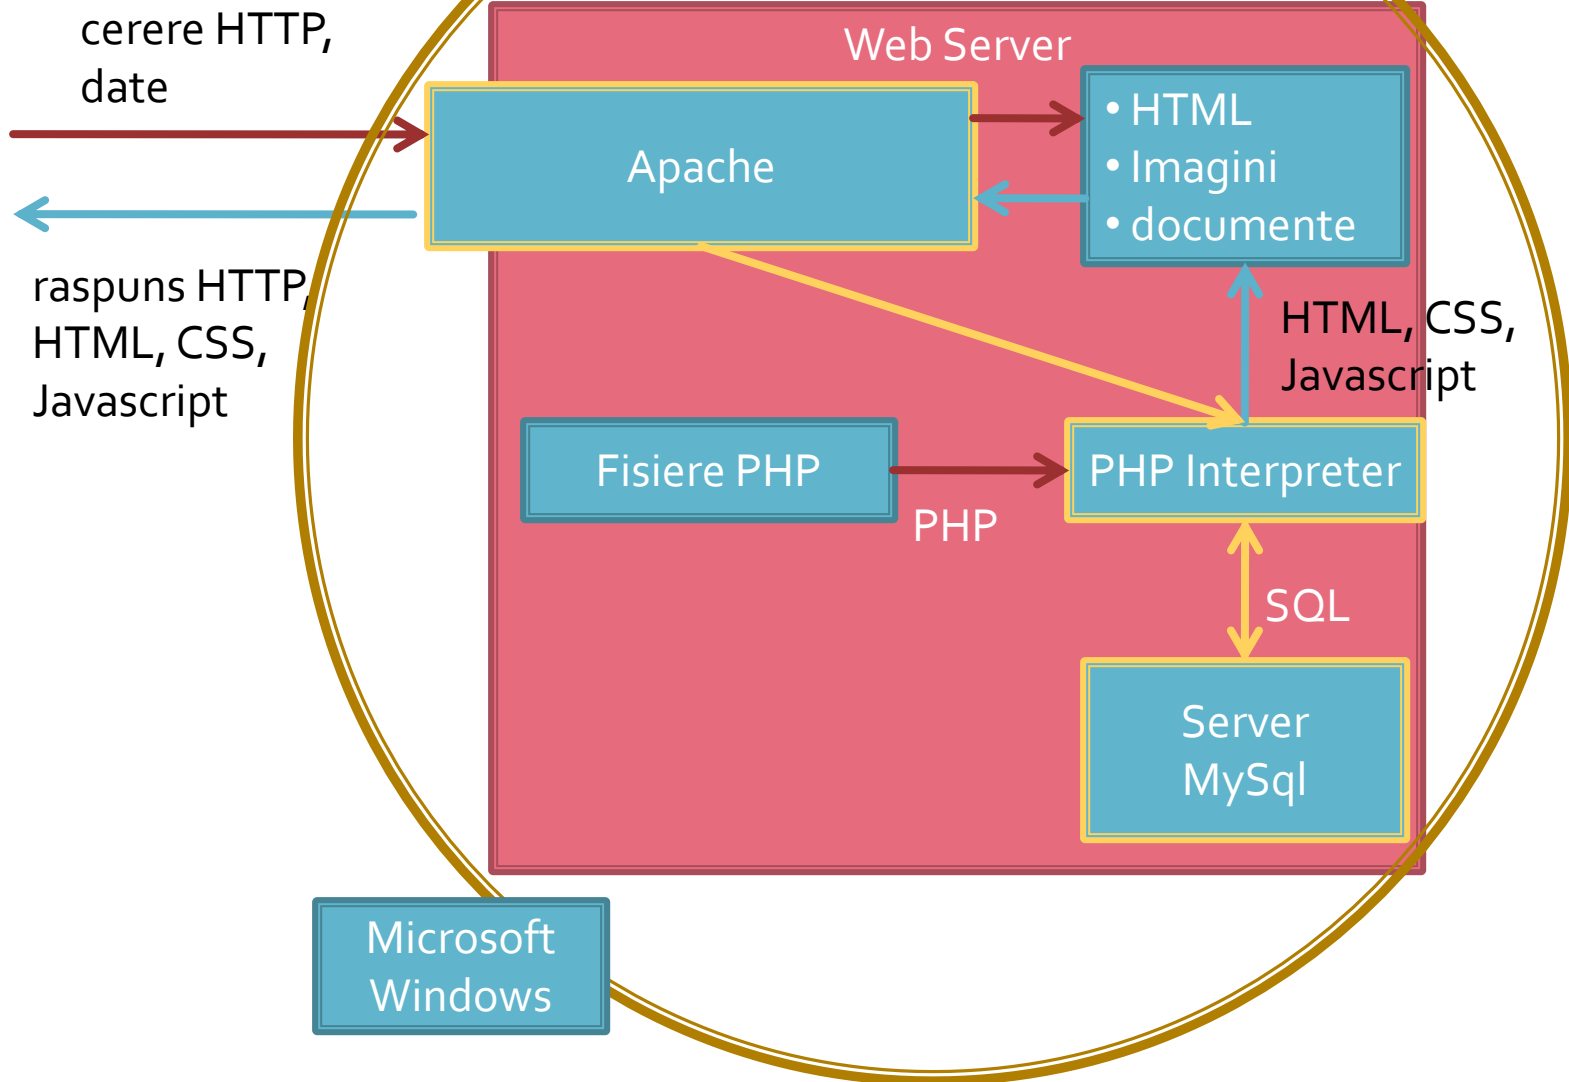 cerere HTTP,
date
Web Server
Apache
• HTML
• Imagini
• documente
raspuns HTTP,
HTML, CSS,
Javascript
HTML, CSS,
Javascript
Fisiere PHP
PHP
PHP Interpreter
SQL
Server
MySql
Microsoft
Windows